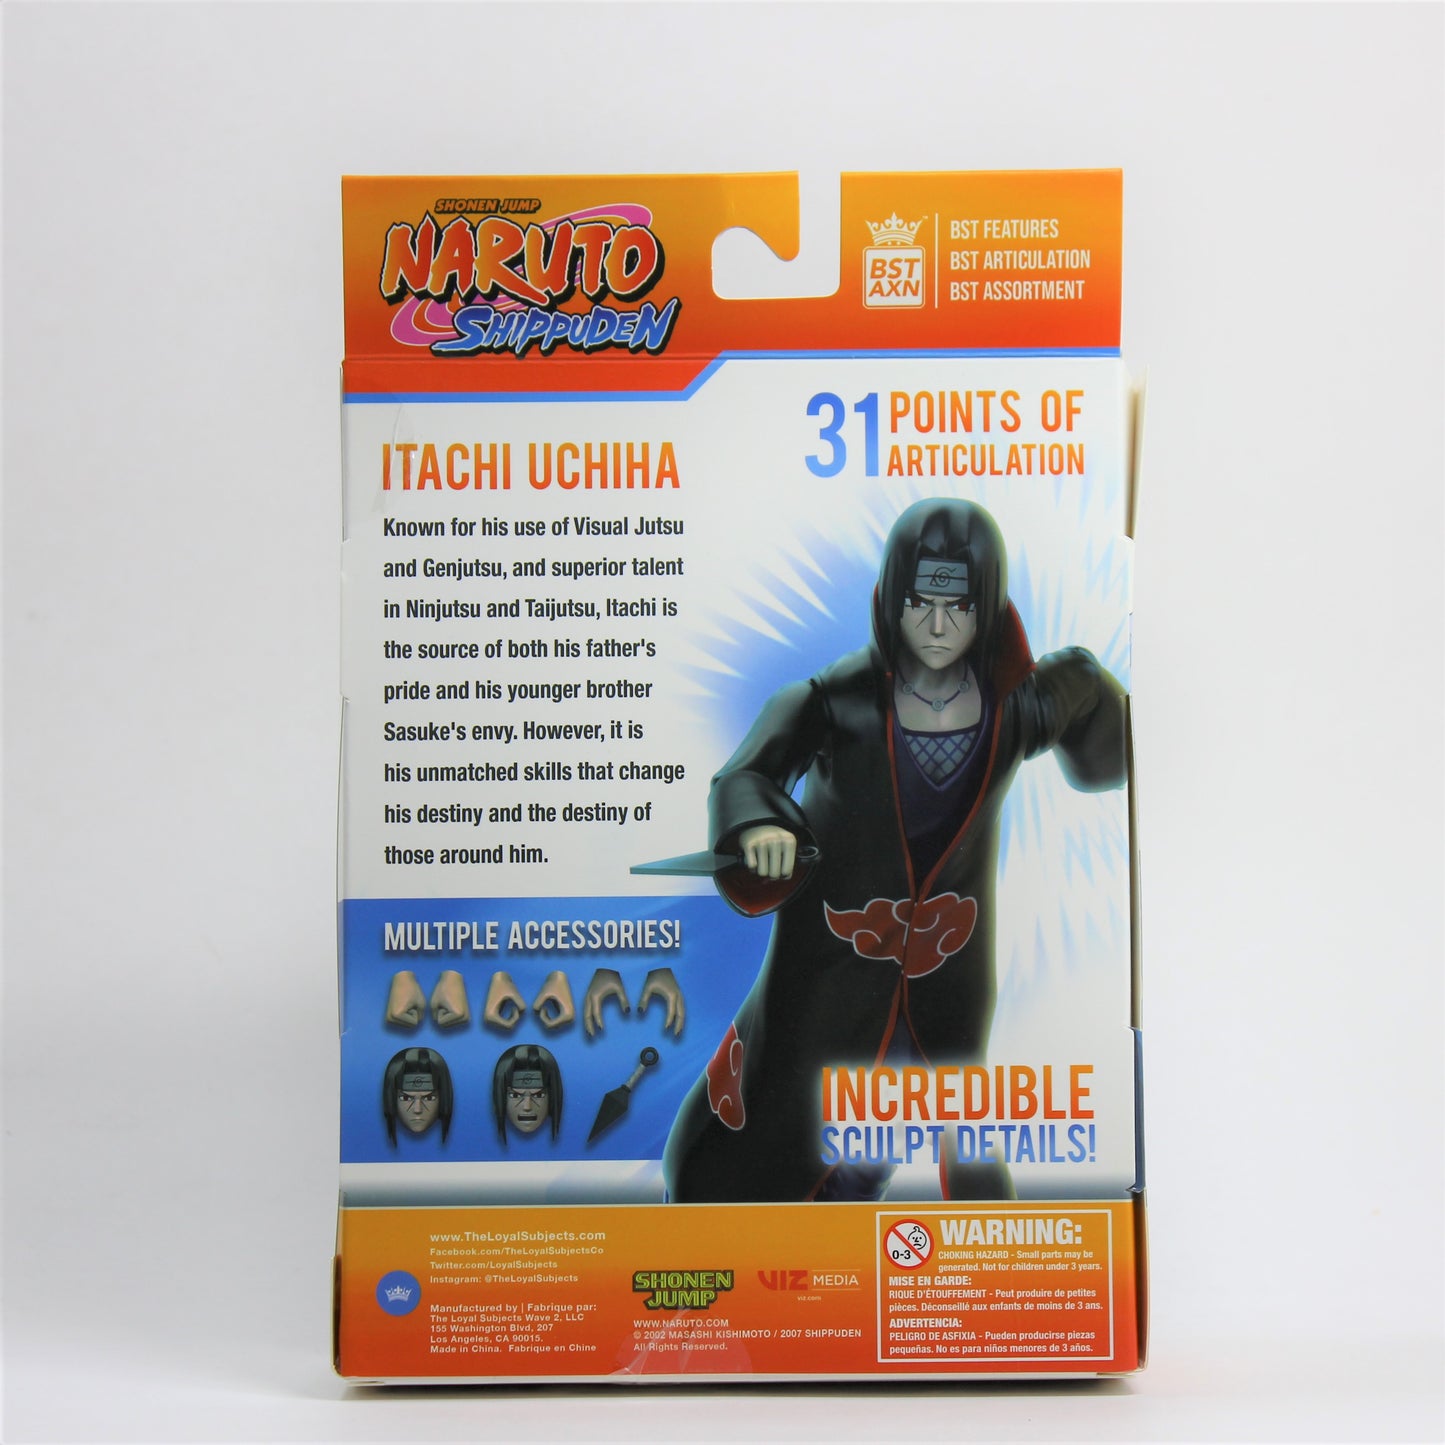 SHONEN JUMP
NARUTO
SHIPPUDEN
BST
AXN
BST FEATURES
BST ARTICULATION
BST ASSORTMENT
31 POINTS OF
ARTICULATION
ITACHI UCHIHA
Known for his use of Visual Jutsu
and Genjutsu, and superior talent
in Ninjutsu and Taijutsu, Itachi is
the source of both his father's
pride and his younger brother
Sasuke's envy. However, it is
his unmatched skills that change
his destiny and the destiny of
those around him.
MULTIPLE ACCESSORIES!
INCREDIBLE
SCULPT DETAILS!
www.TheLoyalSubjects.com
Facebook.com/TheLoyalSubjectsCo
Twitter.com/LoyalSubjects
Instagram: @TheLoyalSubjects
Manufactured by | Fabrique par:
The Loyal Subjects Wave 2, LLC
155 Washington Blvd, 207
Los Angeles, CA 90015.
Made in China. Fabrique en Chine
SHONEN
JUMP
VIZ MEDIA
viz.com
WWW.NARUTO.COM
© 2002 MASASHI KISHIMOTO / 2007 SHIPPUDEN
All Rights Reserved.
0-3
WARNING:
CHOKING HAZARD - Small parts may be
generated. Not for children under 3 years.
MISE EN GARDE:
RIQUE D'ÉTOUFFEMENT - Peut produire de petites
pièces. Déconseillé aux enfants de moins de 3 ans.
ADVERTENCIA:
PELIGRO DE ASFIXIA - Pueden producirse piezas
pequeñas. No es para niños menores de 3 años.